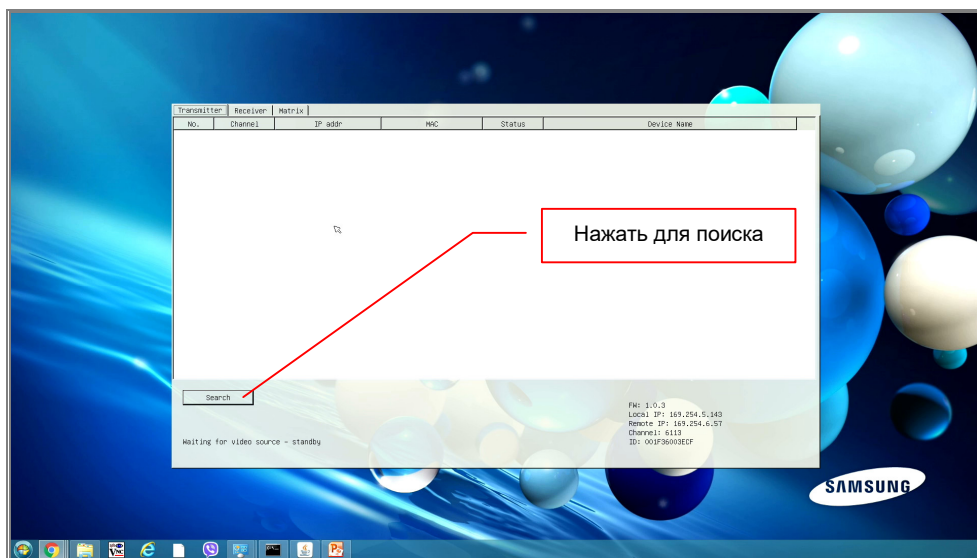 Transmitter Receiver Matrix
No. Channel IP addr MAC Status Device Name
Нажать для поиска
Search
FW: 1.0.3
Local IP: 169.254.5.143
Remote IP: 169.254.6.57
Channel: 6113
ID: 001F36003ECF
Waiting for video source - standby
SAMSUNG
VNC